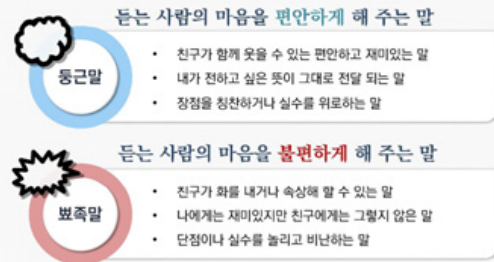 듣는 사람의 마음을 편안하게 해 주는 말
둥근말
• 친구가 함께 웃을 수 있는 편안하고 재미있는 말
• 내가 전하고 싶은 뜻이 그대로 전달 되는 말
• 장점을 칭찬하거나 실수를 위로하는 말
듣는 사람의 마음을 불편하게 해 주는 말
뾰족말
• 친구가 화를 내거나 속상해 할 수 있는 말
• 나에게는 재미있지만 친구에게는 그렇지 않은 말
• 단점이나 실수를 놀리고 비난하는 말